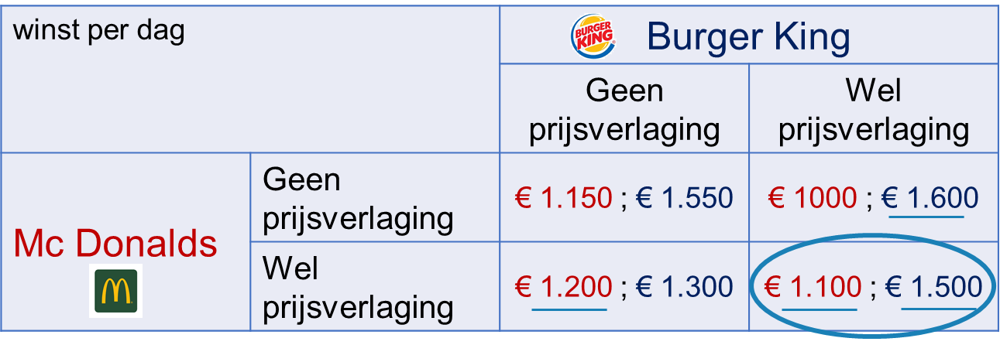 winst per dag
BURGER
KING
Burger King
Geen
prijsverlaging
Wel
prijsverlaging
Mc Donalds
Geen
prijsverlaging
€ 1.150 ; € 1.550
€ 1000 ; € 1.600
Wel
prijsverlaging
€ 1.200 ; € 1.300
€ 1.100 ; € 1.500